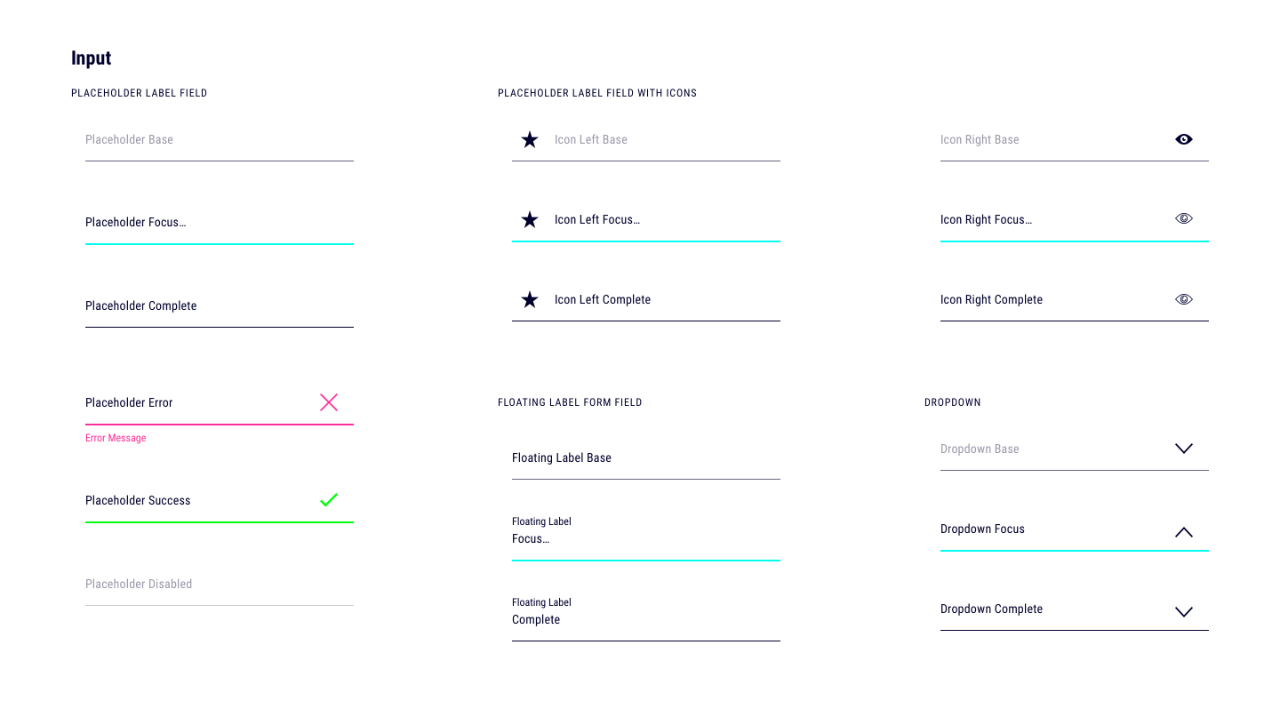 Input
PLACEHOLDER LABEL FIELD
Placeholder Base
Placeholder Focus...
Placeholder Complete
Placeholder Error
Error Message
Placeholder Success
Placeholder Disabled
PLACEHOLDER LABEL FIELD WITH ICONS
Icon Left Base
Icon Left Focus...
Icon Left Complete
Icon Right Base
Icon Right Focus...
Icon Right Complete
FLOATING LABEL FORM FIELD
Floating Label Base
Floating Label
Focus...
Floating Label
Complete
DROPDOWN
Dropdown Base
Dropdown Focus
Dropdown Complete